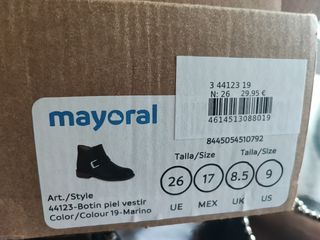 3 44123 19
N: 26 29.95 €
4614513088019
mayoral
8445054510792
Talla/Size Talla/Size
26 17 8.5 9
UE MEX UK US
Art./Style
44123-Botin piel vestir
Color/Colour 19-Marino